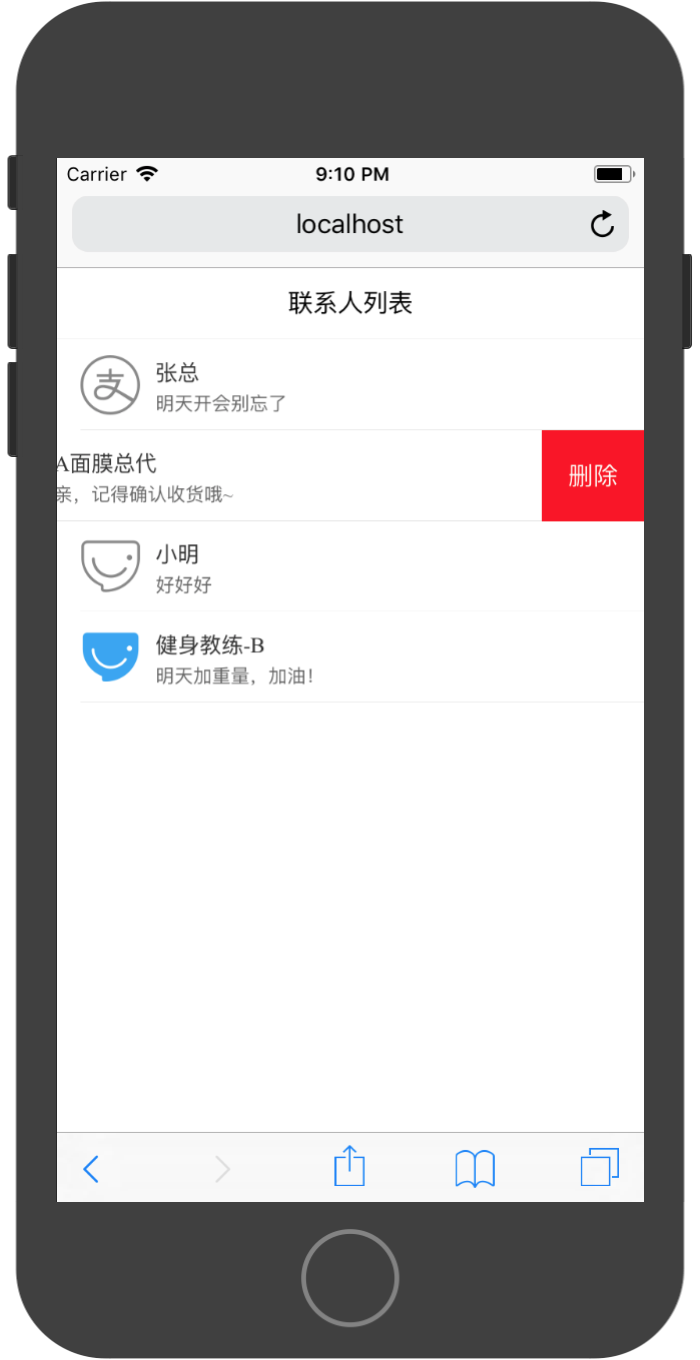 Carrier 9:10 PM
localhost
联系人列表
张总
明天开会别忘了
A面膜总代
亲，记得确认收货哦~
删除
小明
好好好
健身教练-B
明天加重量，加油！